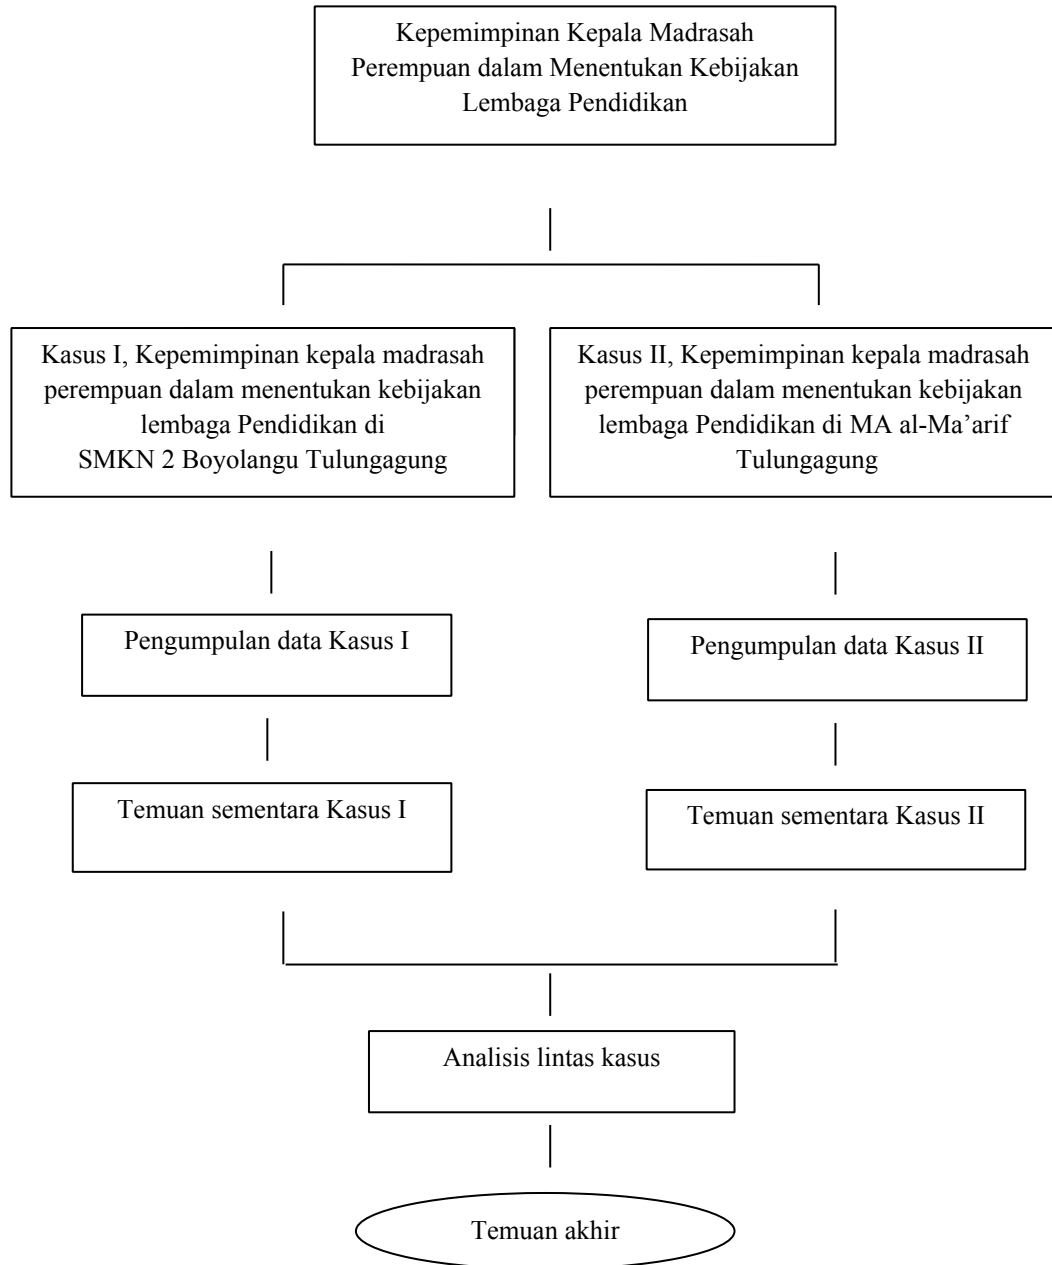 Kepemimpinan Kepala Madrasah
Perempuan dalam Menentukan Kebijakan
Lembaga Pendidikan
Kasus I, Kepemimpinan kepala madrasah
perempuan dalam menentukan kebijakan
lembaga Pendidikan di
SMKN 2 Boyolangu Tulungagung
Kasus II, Kepemimpinan kepala madrasah
perempuan dalam menentukan kebijakan
lembaga Pendidikan di MA al-Ma’arif
Tulungagung
Pengumpulan data Kasus I
Pengumpulan data Kasus II
Temuan sementara Kasus I
Temuan sementara Kasus II
Analisis lintas kasus
Temuan akhir